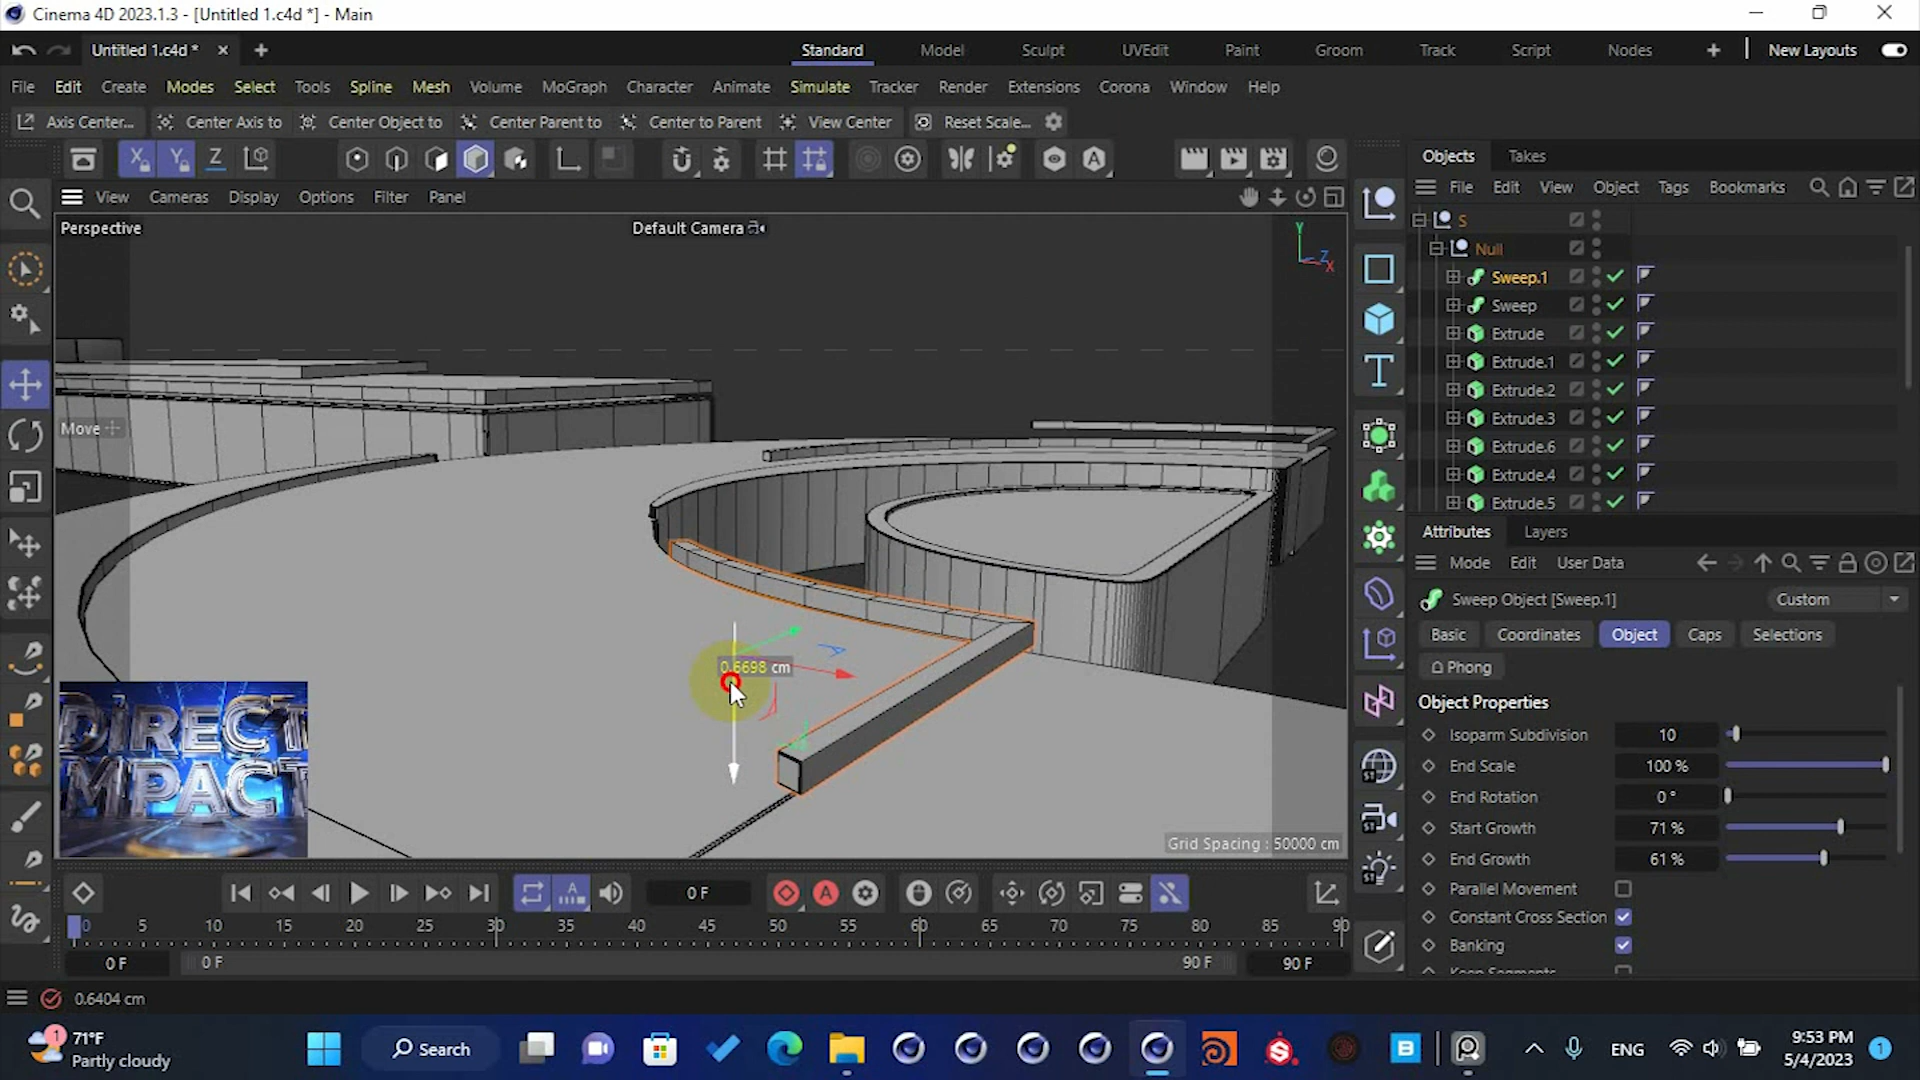 Cinema 4D 2023.1.3 - [Untitled 1.c4d *] - Main
Untitled 1.c4d *
Standard Model Sculpt UVEdit Paint Groom Track Script Nodes New Layouts
File Edit Create Modes Select Tools Spline Mesh Volume MoGraph Character Animate Simulate Tracker Render Extensions Corona Window Help
Axis Center... Center Axis to Center Object to Center Parent to Center to Parent View Center Reset Scale...
X Y Z
Objects Takes
File Edit View Object Tags Bookmarks
View Cameras Display Options Filter Panel
Perspective
Default Camera
Y
Z
X
S
Null
Sweep.1
Sweep
Extrude
Extrude.1
Extrude.2
Extrude.3
Extrude.6
Extrude.4
Extrude.5
Move
0.6698 cm
DIRECT
IMPACT
Grid Spacing : 50000 cm
Attributes Layers
Mode Edit User Data
Sweep Object [Sweep.1] Custom
Basic Coordinates Object Caps Selections
Phong
Object Properties
Isoparm Subdivision 10
End Scale 100 %
End Rotation 0 °
Start Growth 71 %
End Growth 61 %
Parallel Movement
Constant Cross Section
Banking
Keep Segments
0 F
0 5 10 15 20 25 30 35 40 45 50 55 60 65 70 75 80 85 90
0 F 0 F 90 F 90 F
0.6404 cm
71°F
Partly cloudy
Search
ENG
9:53 PM
5/4/2023
1